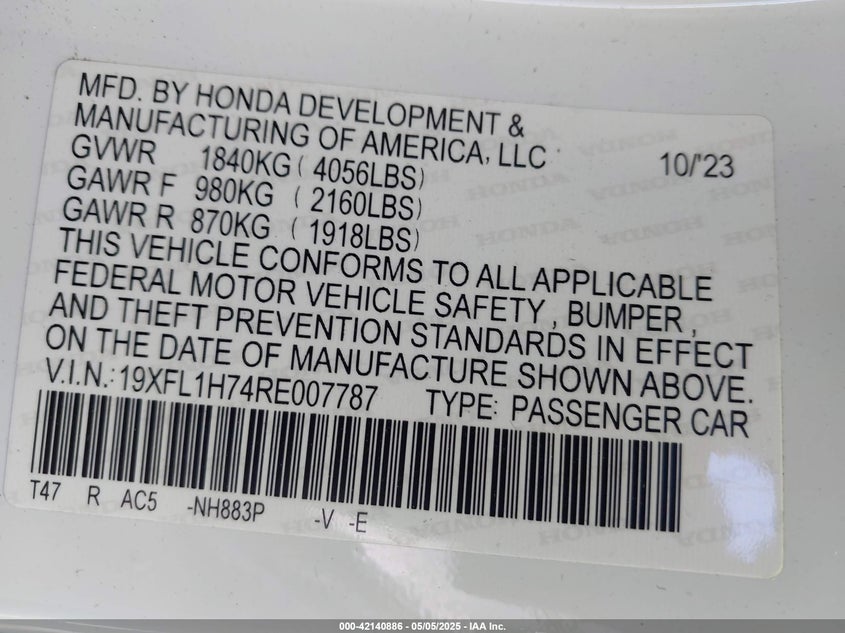 MFD. BY HONDA DEVELOPMENT &
MANUFACTURING OF AMERICA, LLC 10/'23
GVWR 1840KG ( 4056LBS)
GAWR F 980KG ( 2160LBS)
GAWR R 870KG ( 1918LBS)
THIS VEHICLE CONFORMS TO ALL APPLICABLE
FEDERAL MOTOR VEHICLE SAFETY , BUMPER ,
AND THEFT PREVENTION STANDARDS IN EFFECT
ON THE DATE OF MANUFACTURE SHOWN ABOVE.
V.I.N.: 19XFL1H74RE007787 TYPE: PASSENGER CAR
T47 R AC5 -NH883P -V -E
000-42140886 - 05/05/2025 - IAA Inc.